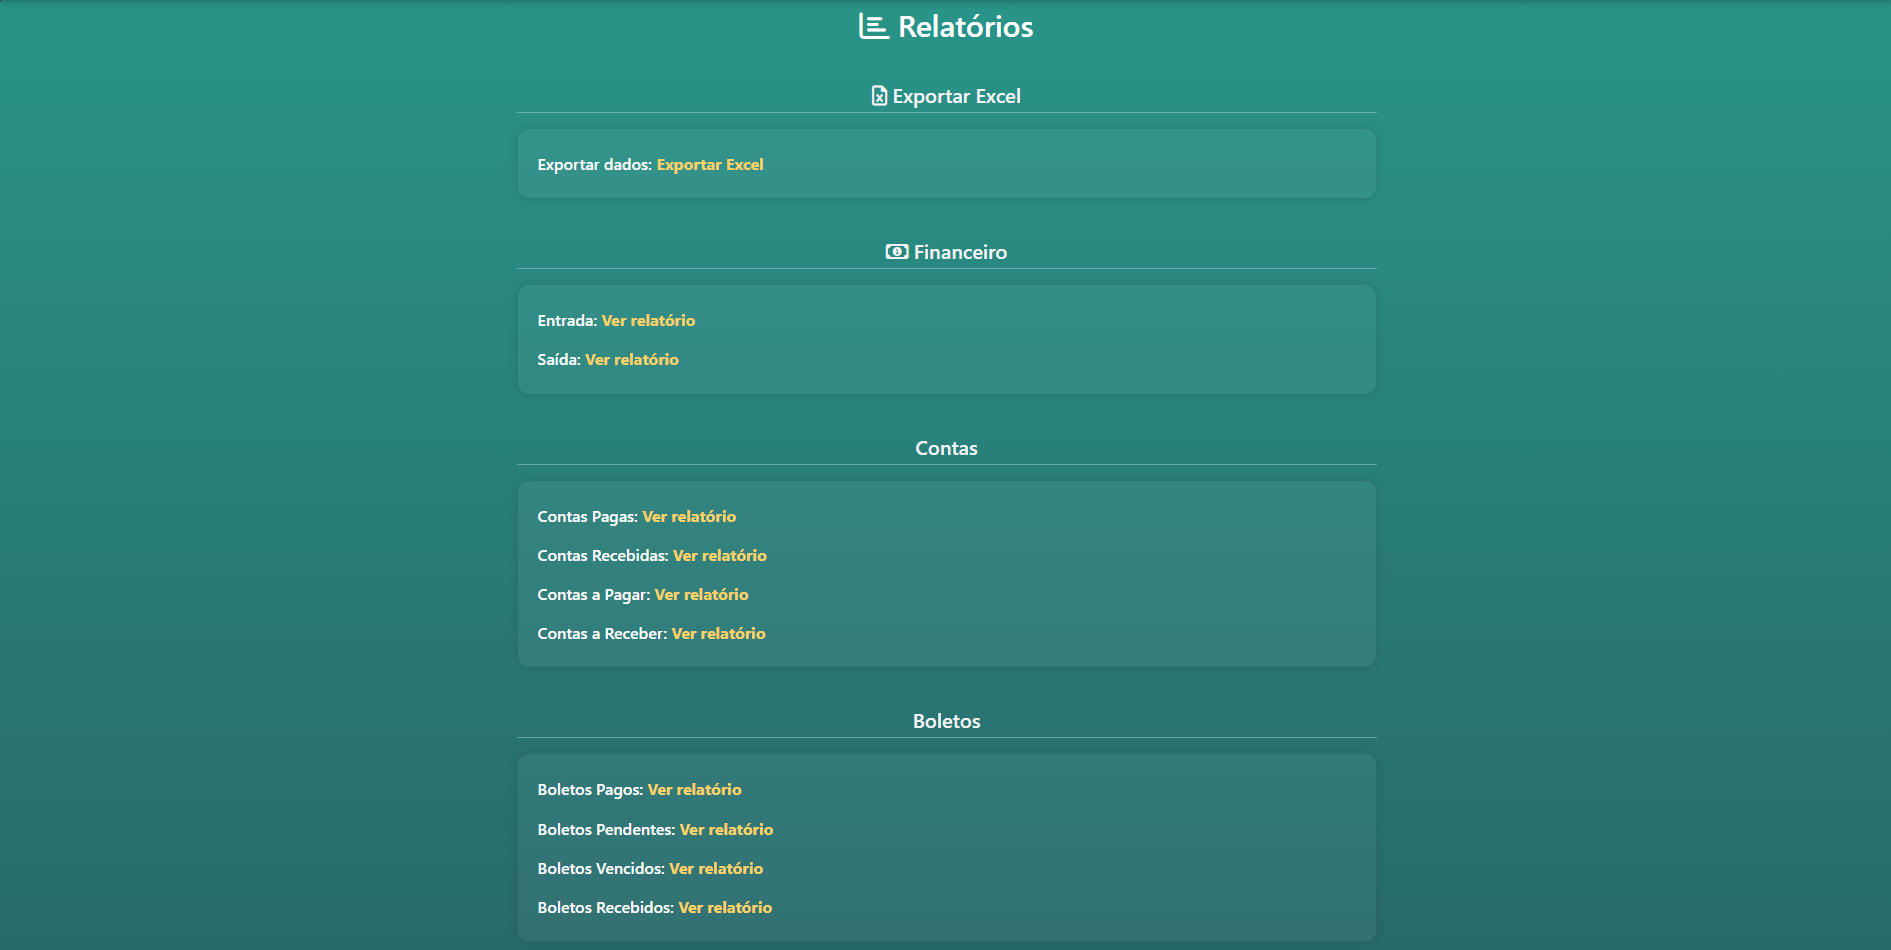 Relatórios
Exportar Excel
Exportar dados: Exportar Excel
Financeiro
Entrada: Ver relatório
Saída: Ver relatório
Contas
Contas Pagas: Ver relatório
Contas Recebidas: Ver relatório
Contas a Pagar: Ver relatório
Contas a Receber: Ver relatório
Boletos
Boletos Pagos: Ver relatório
Boletos Pendentes: Ver relatório
Boletos Vencidos: Ver relatório
Boletos Recebidos: Ver relatório